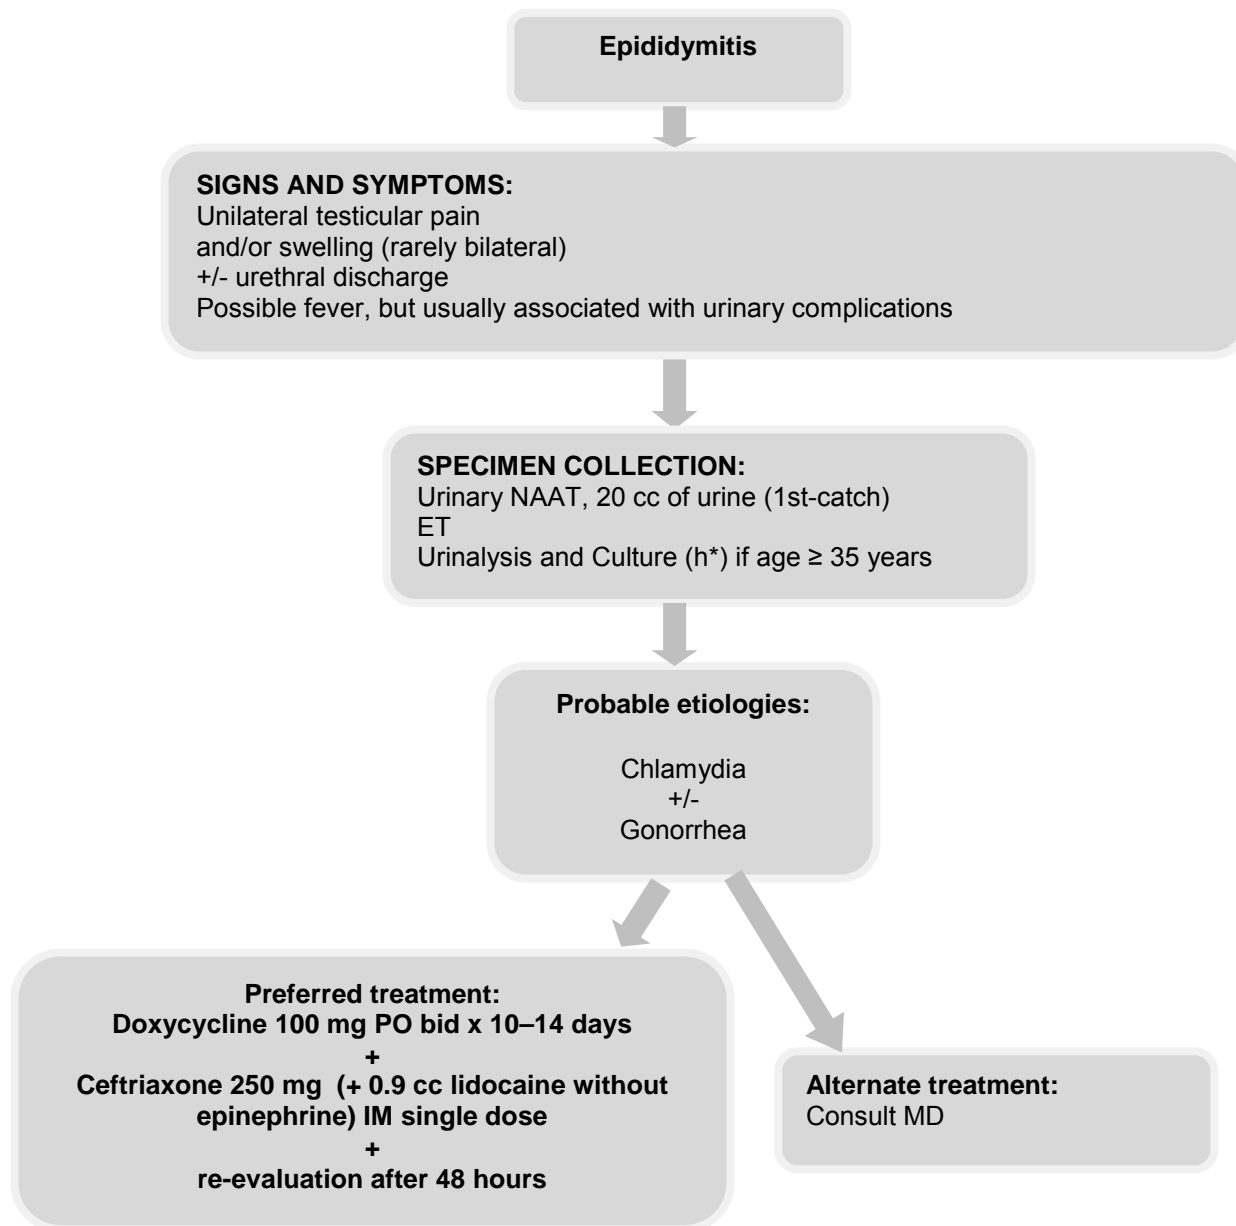 Epididymitis
SIGNS AND SYMPTOMS:
Unilateral testicular pain
and/or swelling (rarely bilateral)
+/- urethral discharge
Possible fever, but usually associated with urinary complications
SPECIMEN COLLECTION:
Urinary NAAT, 20 cc of urine (1st-catch)
ET
Urinalysis and Culture (h*) if age ≥ 35 years
Probable etiologies:
Chlamydia
+/-
Gonorrhea
Preferred treatment:
Doxycycline 100 mg PO bid x 10–14 days
+
Ceftriaxone 250 mg  (+ 0.9 cc lidocaine without
epinephrine) IM single dose
+
re-evaluation after 48 hours
Alternate treatment:
Consult MD